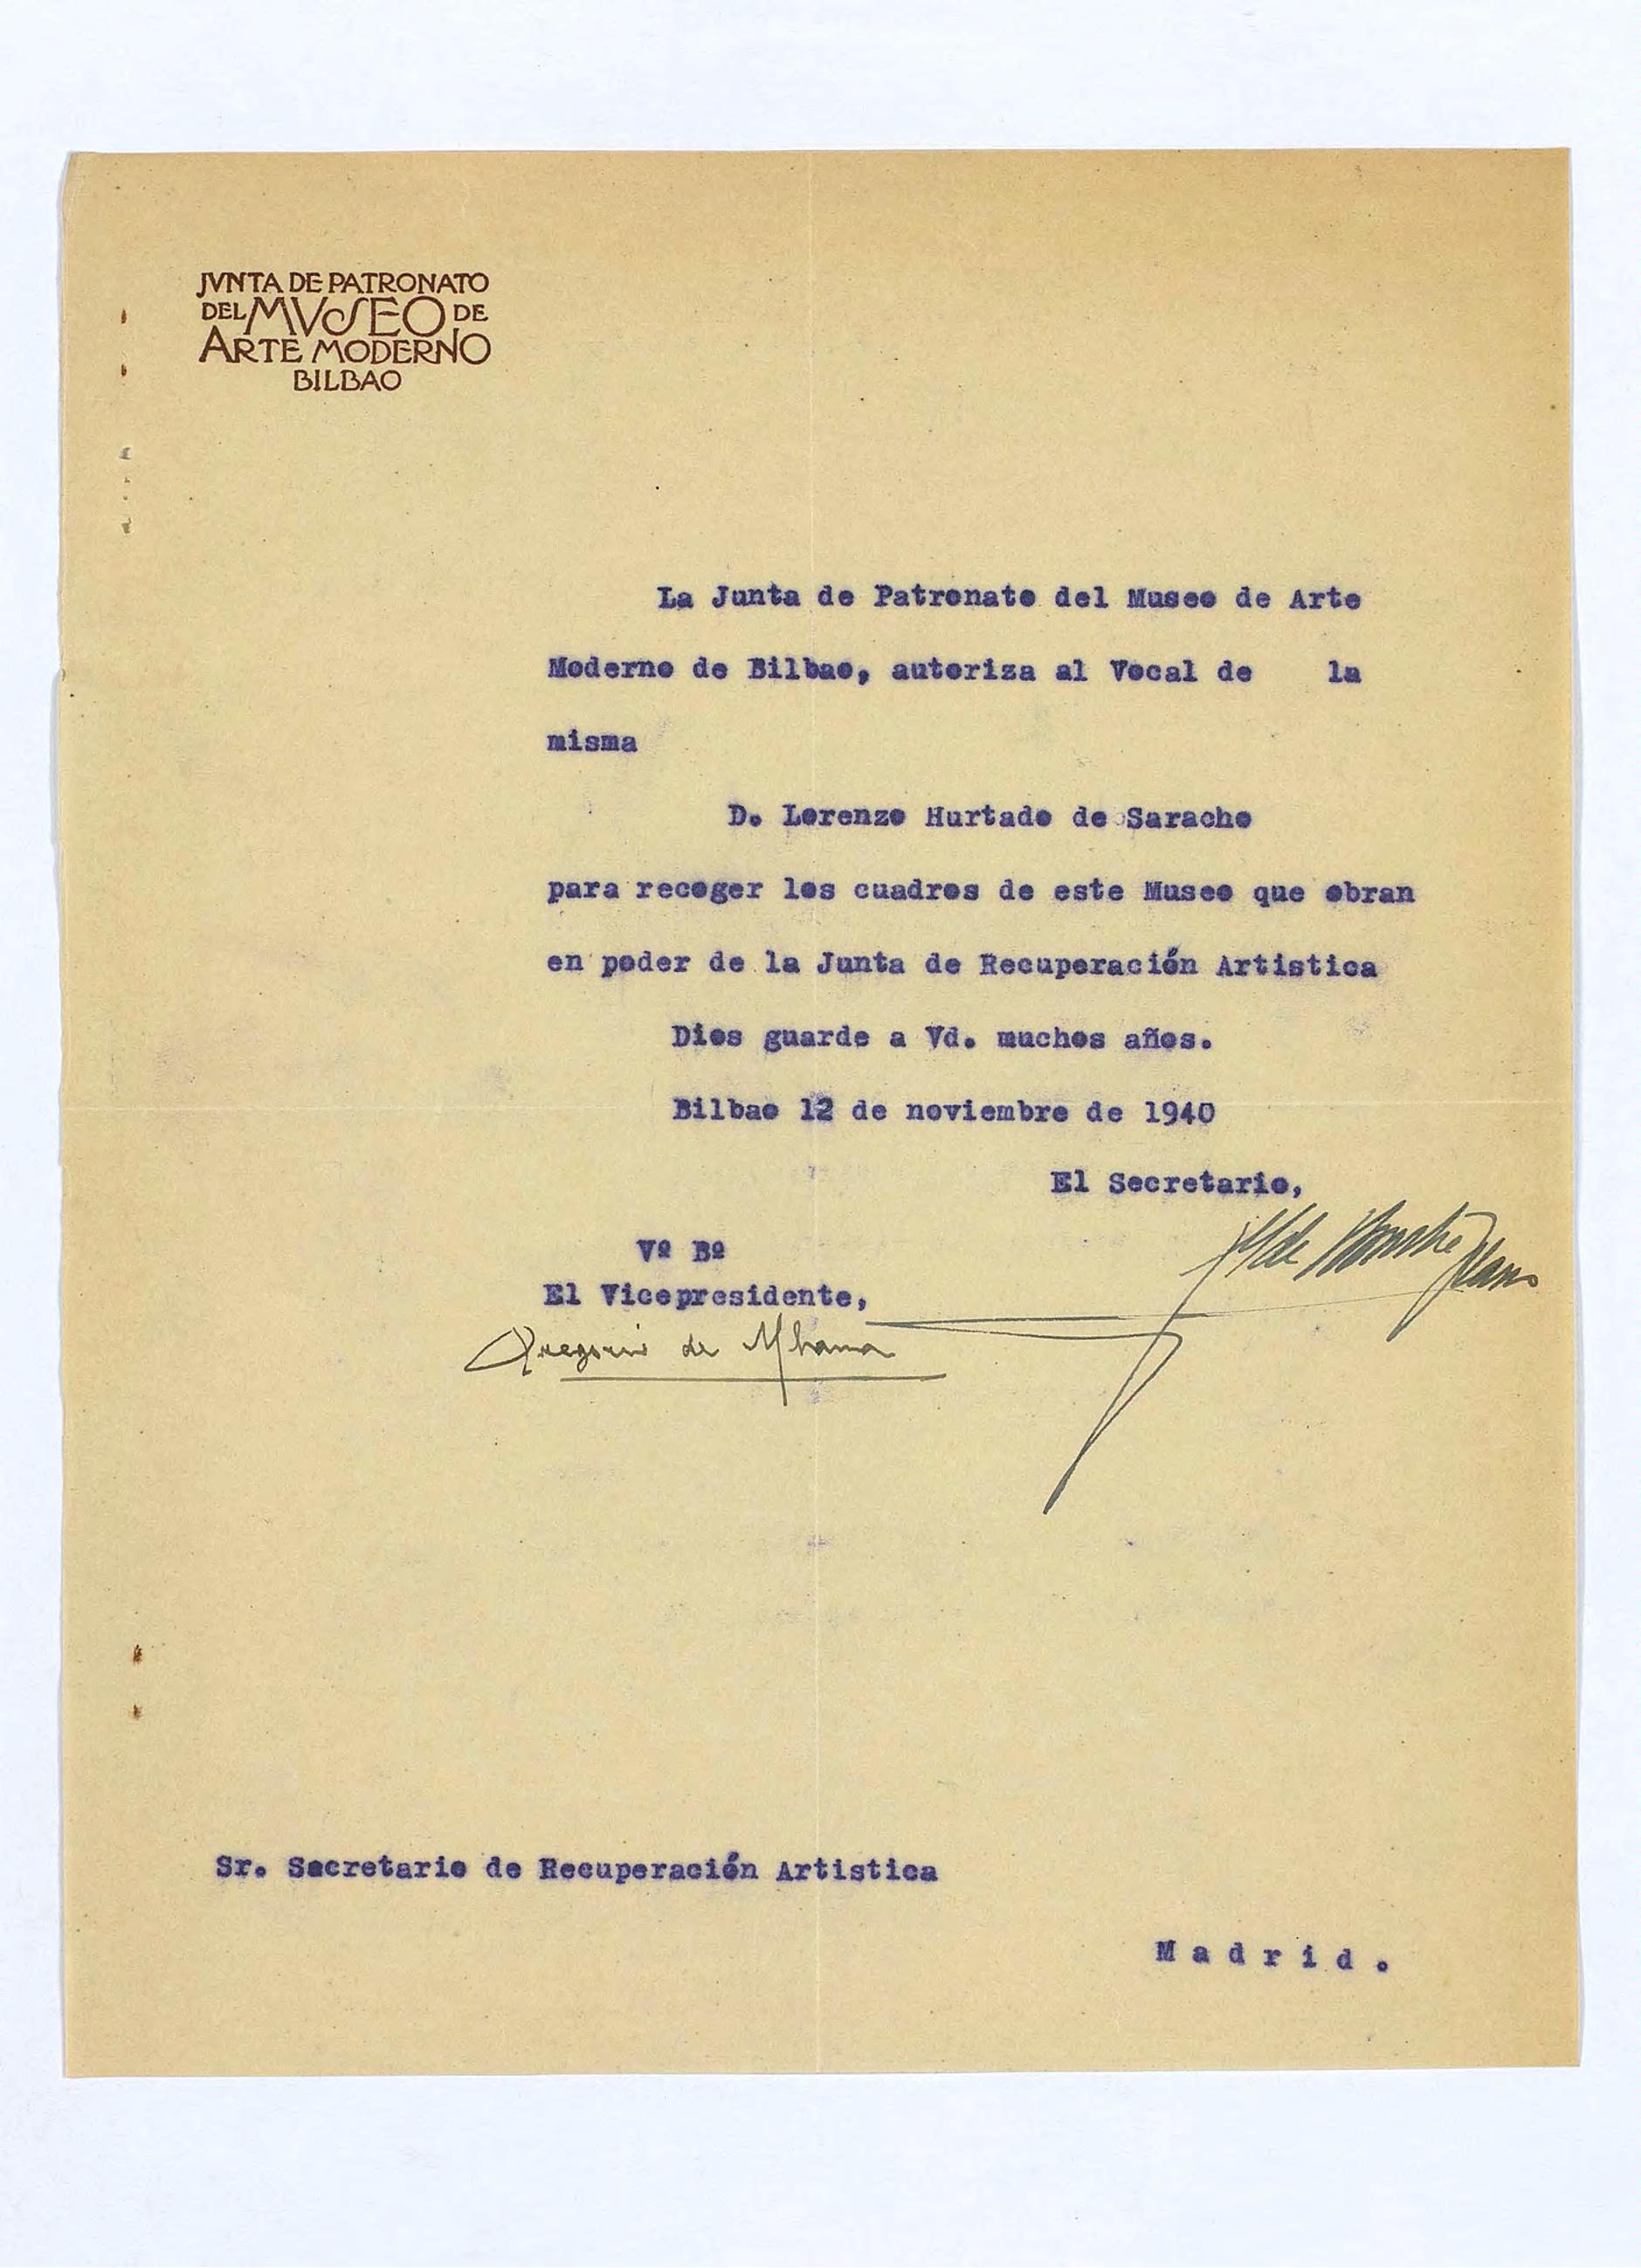 JVNTA DE PATRONATO
DEL MVSEO DE
ARTE MODERNO
BILBAO
La Junta de Patronato del Museo de Arte
Moderno de Bilbao, autoriza al Vocal de la
misma
D. Lorenzo Hurtado de Saracho
para recoger los cuadros de este Museo que obran
en poder de la Junta de Recuperación Artistica
Dios guarde a Vd. muchos años.
Bilbao 12 de noviembre de 1940
El Secretario,
Vº Bº
El Vicepresidente,
Gregorio de
Sr. Secretario de Recuperación Artistica
Madrid.